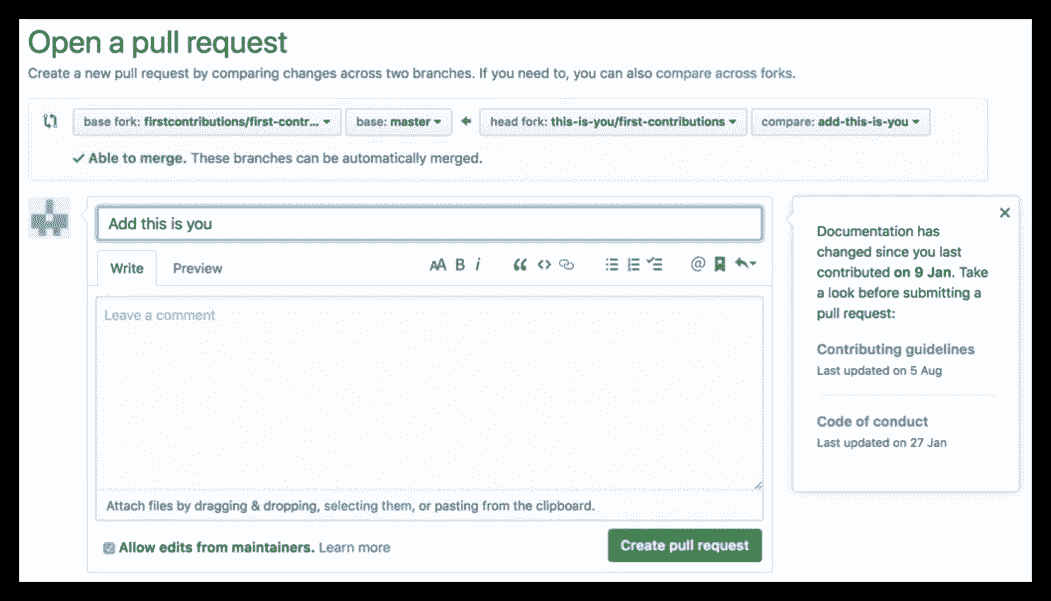 Open a pull request
Create a new pull request by comparing changes across two branches. If you need to, you can also compare across forks.
base fork: firstcontributions/first-contr... base: master head fork: this-is-you/first-contributions compare: add-this-is-you
Able to merge. These branches can be automatically merged.
Add this is you
Write Preview AA B i “ <> @
Leave a comment
Attach files by dragging & dropping, selecting them, or pasting from the clipboard.
Allow edits from maintainers. Learn more
Create pull request
Documentation has
changed since you last
contributed on 9 Jan. Take
a look before submitting a
pull request:
Contributing guidelines
Last updated on 5 Aug
Code of conduct
Last updated on 27 Jan